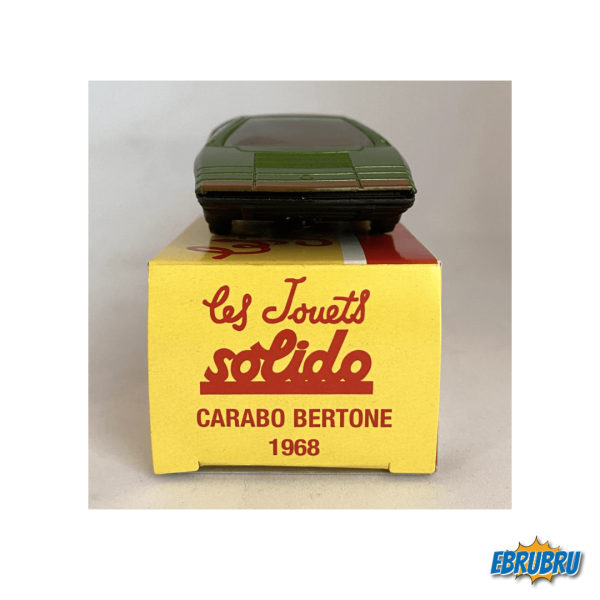 les Jouets
solido
CARABO BERTONE
1968
EBRUBRU